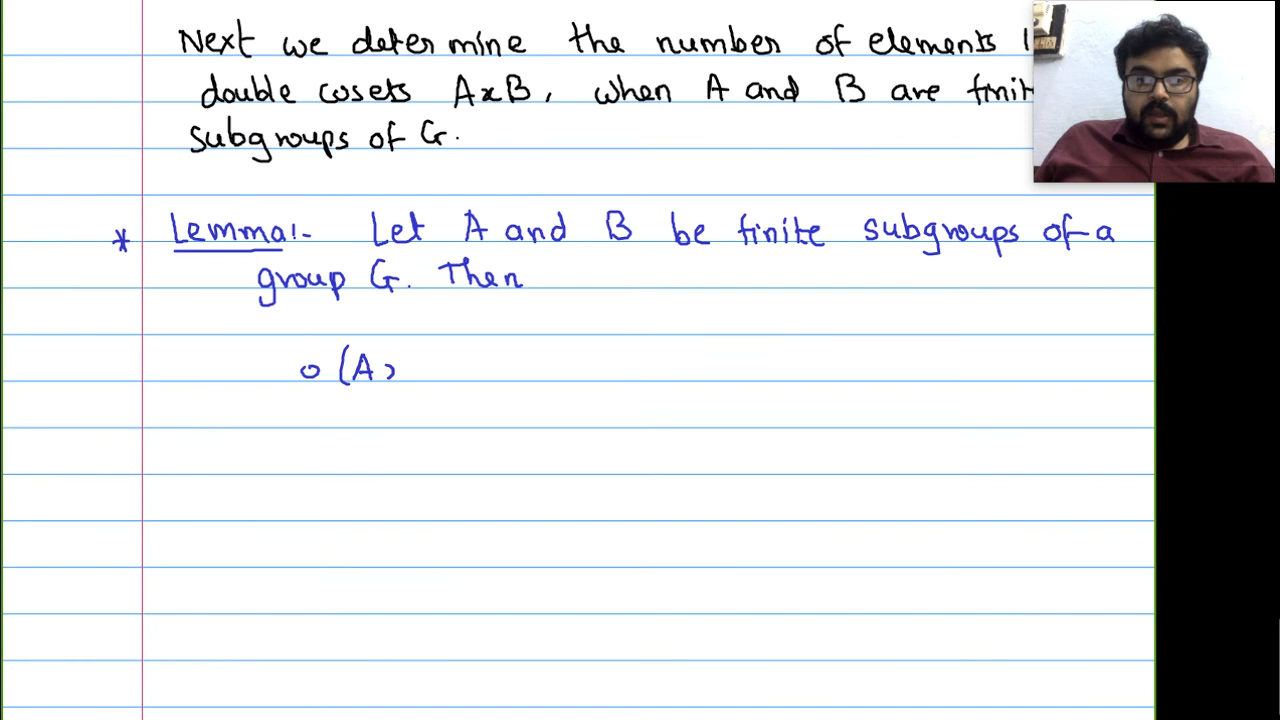 Next we determine the number of elements
double cosets AxB, when A and B are
subgroups of G.
* Lemma:- Let A and B be finite subgroups of a
group G. Then
o (A